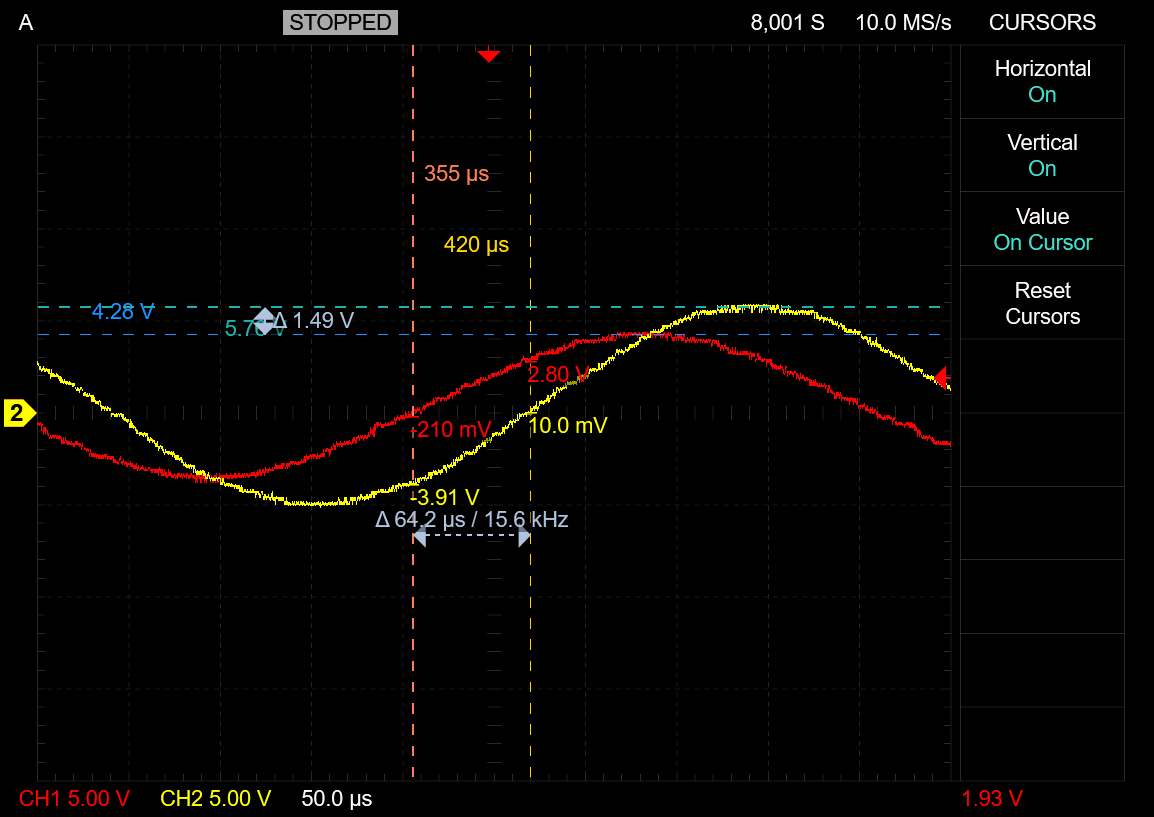 A STOPPED 8,001 S 10.0 MS/s CURSORS
Horizontal
On
Vertical
On
355 µs
Value
420 µs On Cursor
Reset
Cursors
4.28 V
Δ 1.49 V
2.80 V
2
-210 mV 10.0 mV
-3.91 V
Δ 64.2 µs / 15.6 kHz
CH1 5.00 V CH2 5.00 V 50.0 µs 1.93 V